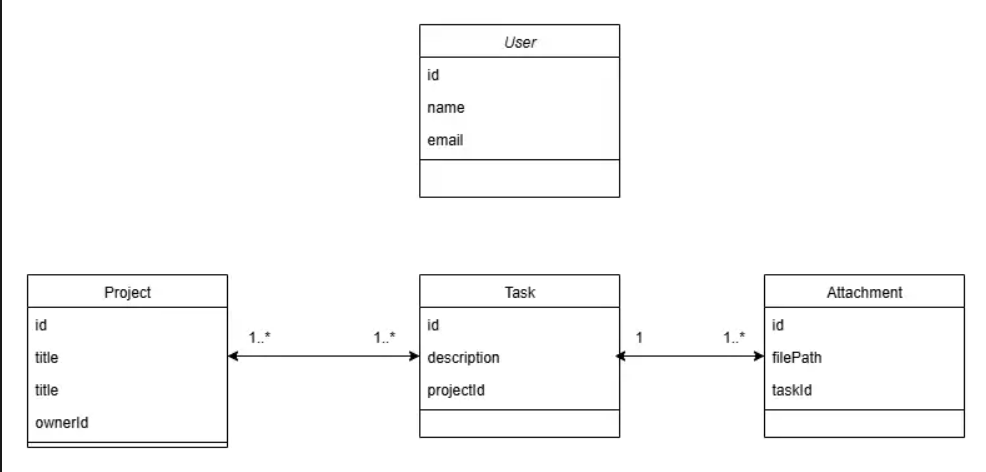 User
id
name
email
Project
id
title
title
ownerId
1..*
1..*
Task
id
description
projectId
1
1..*
Attachment
id
filePath
taskId